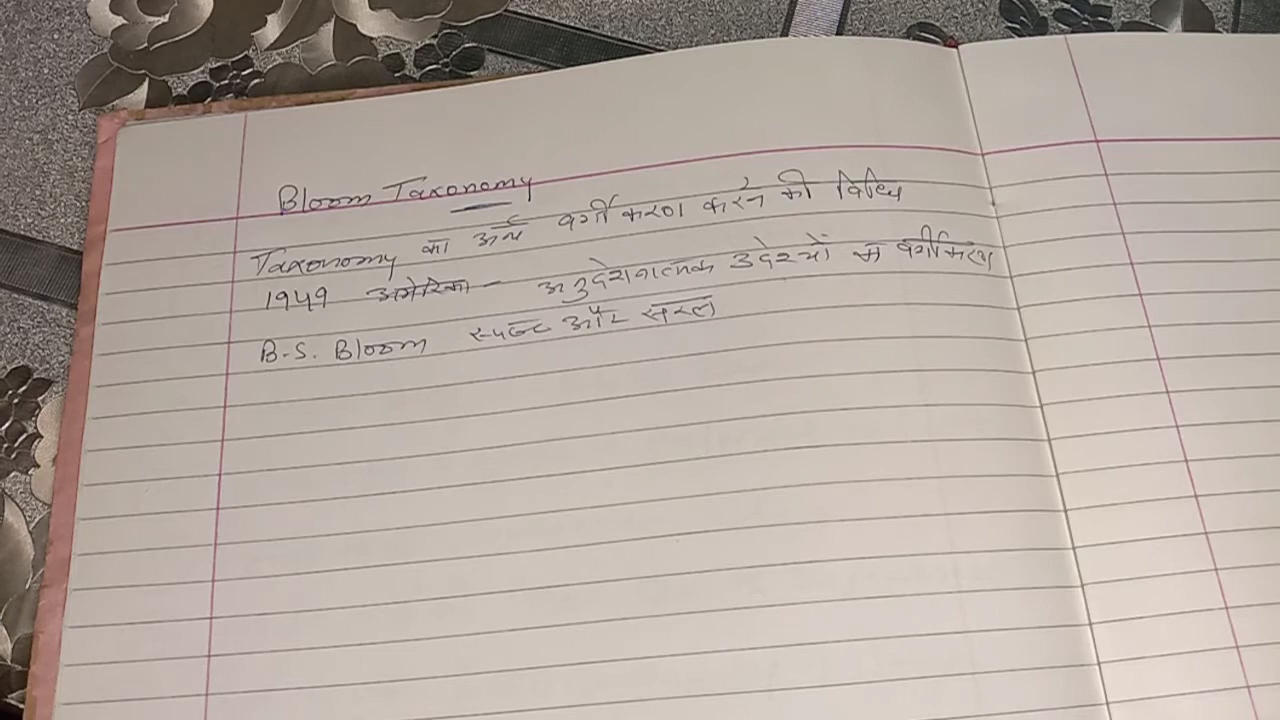 Bloom Taxonomy
Taxonomy का अर्थ वर्गीकरण करने की विधि
1949 अमेरिका - अनुदेशनात्मक उदेश्यों क वर्गीकरण
B.S. Bloom स्पष्ट और सरल